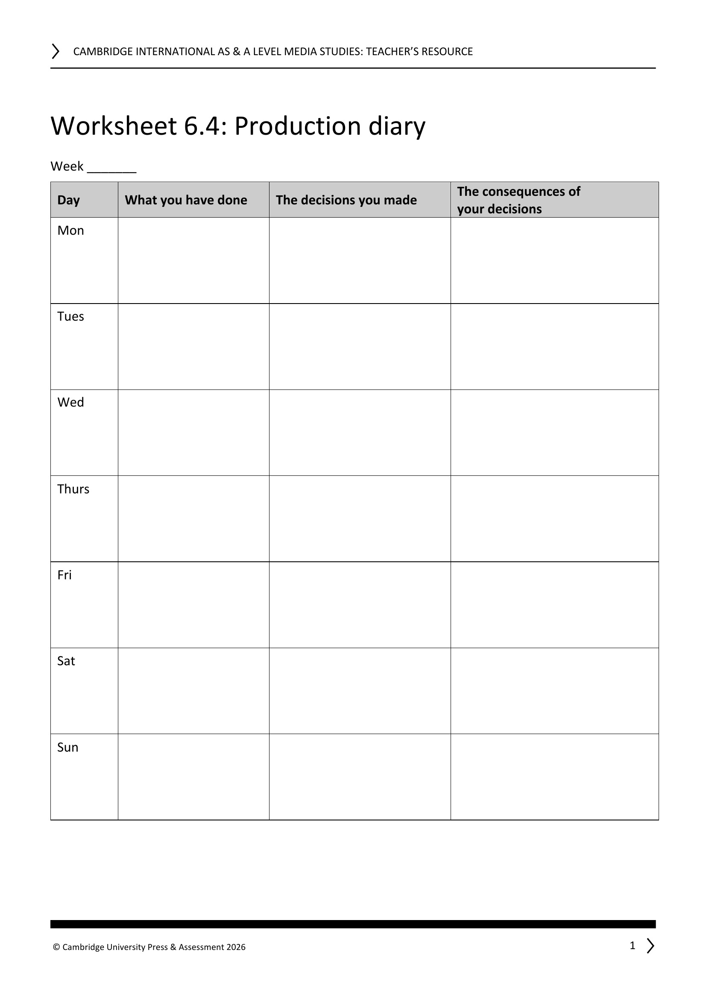 CAMBRIDGE INTERNATIONAL AS & A LEVEL MEDIA STUDIES: TEACHER’S RESOURCE
Worksheet 6.4: Production diary
Week _______
Day
What you have done
The decisions you made
The consequences of
your decisions
Mon
Tues
Wed
Thurs
Fri
Sat
Sun
© Cambridge University Press & Assessment 2026
1